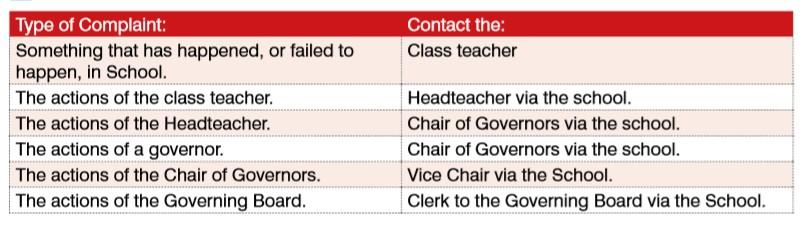 Type of Complaint: Contact the:
Something that has happened, or failed to Class teacher
happen, in School.
The actions of the class teacher. Headteacher via the school.
The actions of the Headteacher. Chair of Governors via the school.
The actions of a governor. Chair of Governors via the school.
The actions of the Chair of Governors. Vice Chair via the School.
The actions of the Governing Board. Clerk to the Governing Board via the School.